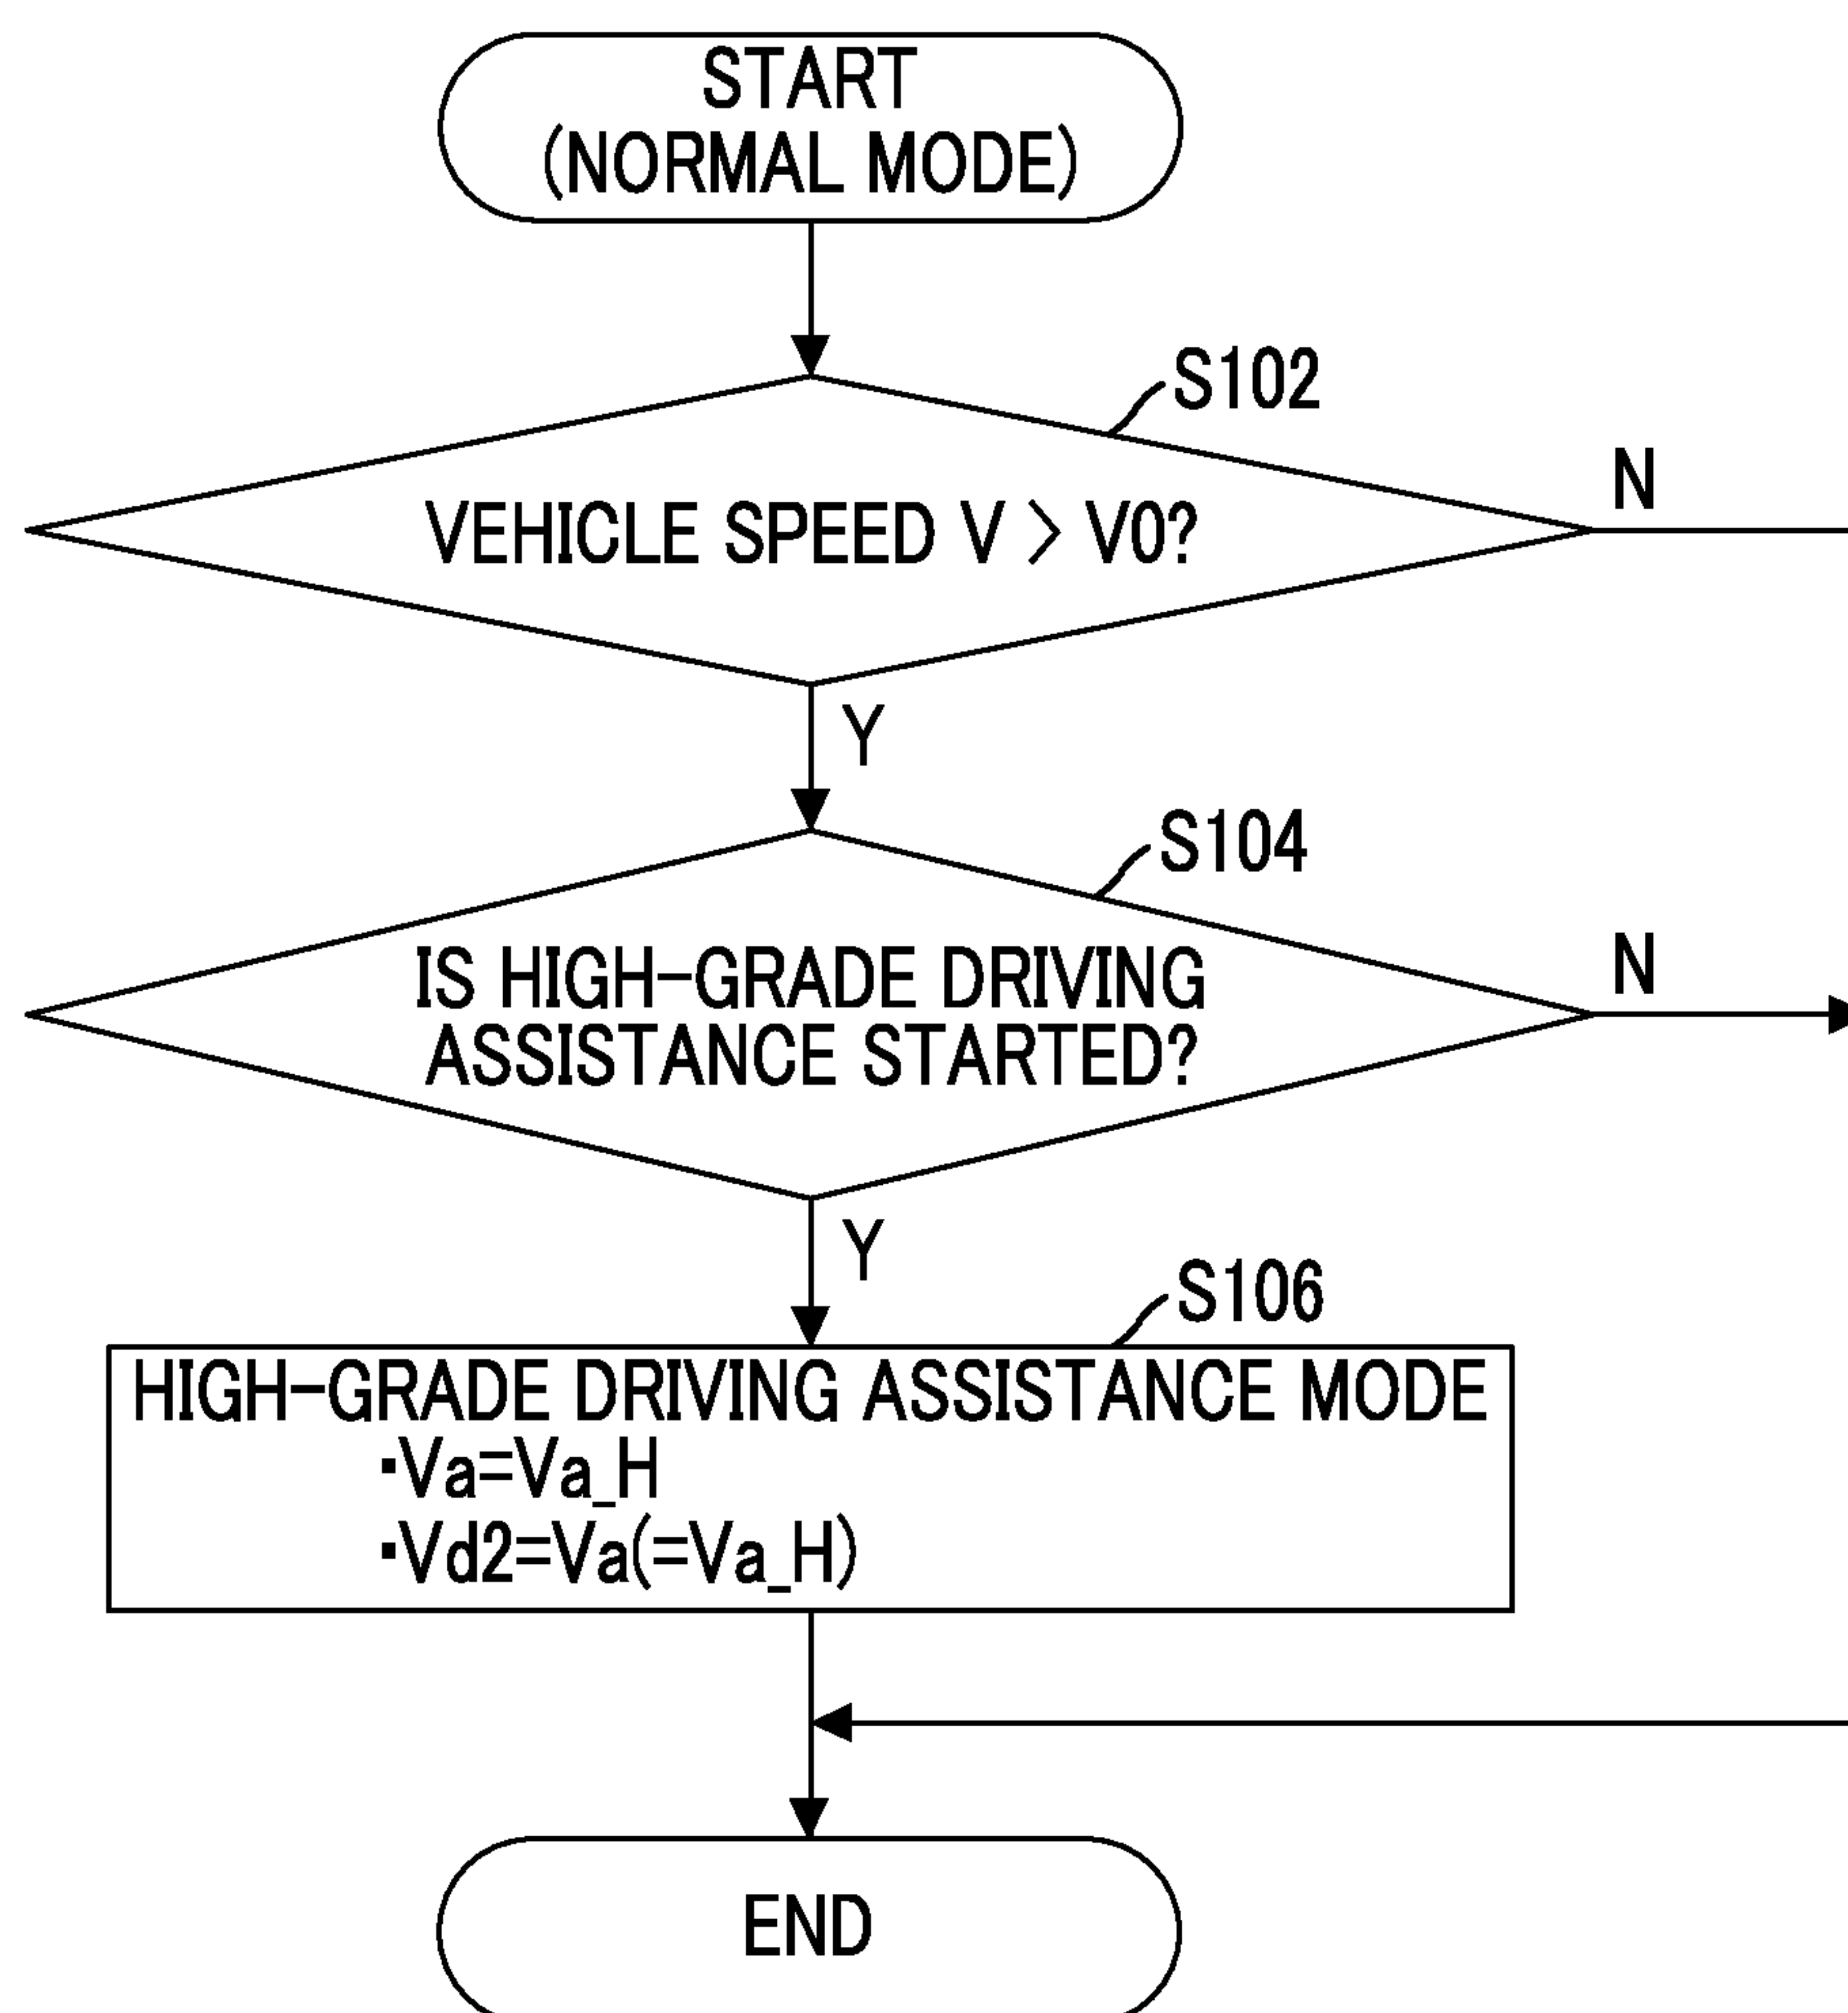 START
(NORMAL MODE)
S102
VEHICLE SPEED V > V0?
N
Y
S104
IS HIGH-GRADE DRIVING
ASSISTANCE STARTED?
N
Y
S106
HIGH-GRADE DRIVING ASSISTANCE MODE
▪Va=Va_H
▪Vd2=Va(=Va_H)
END